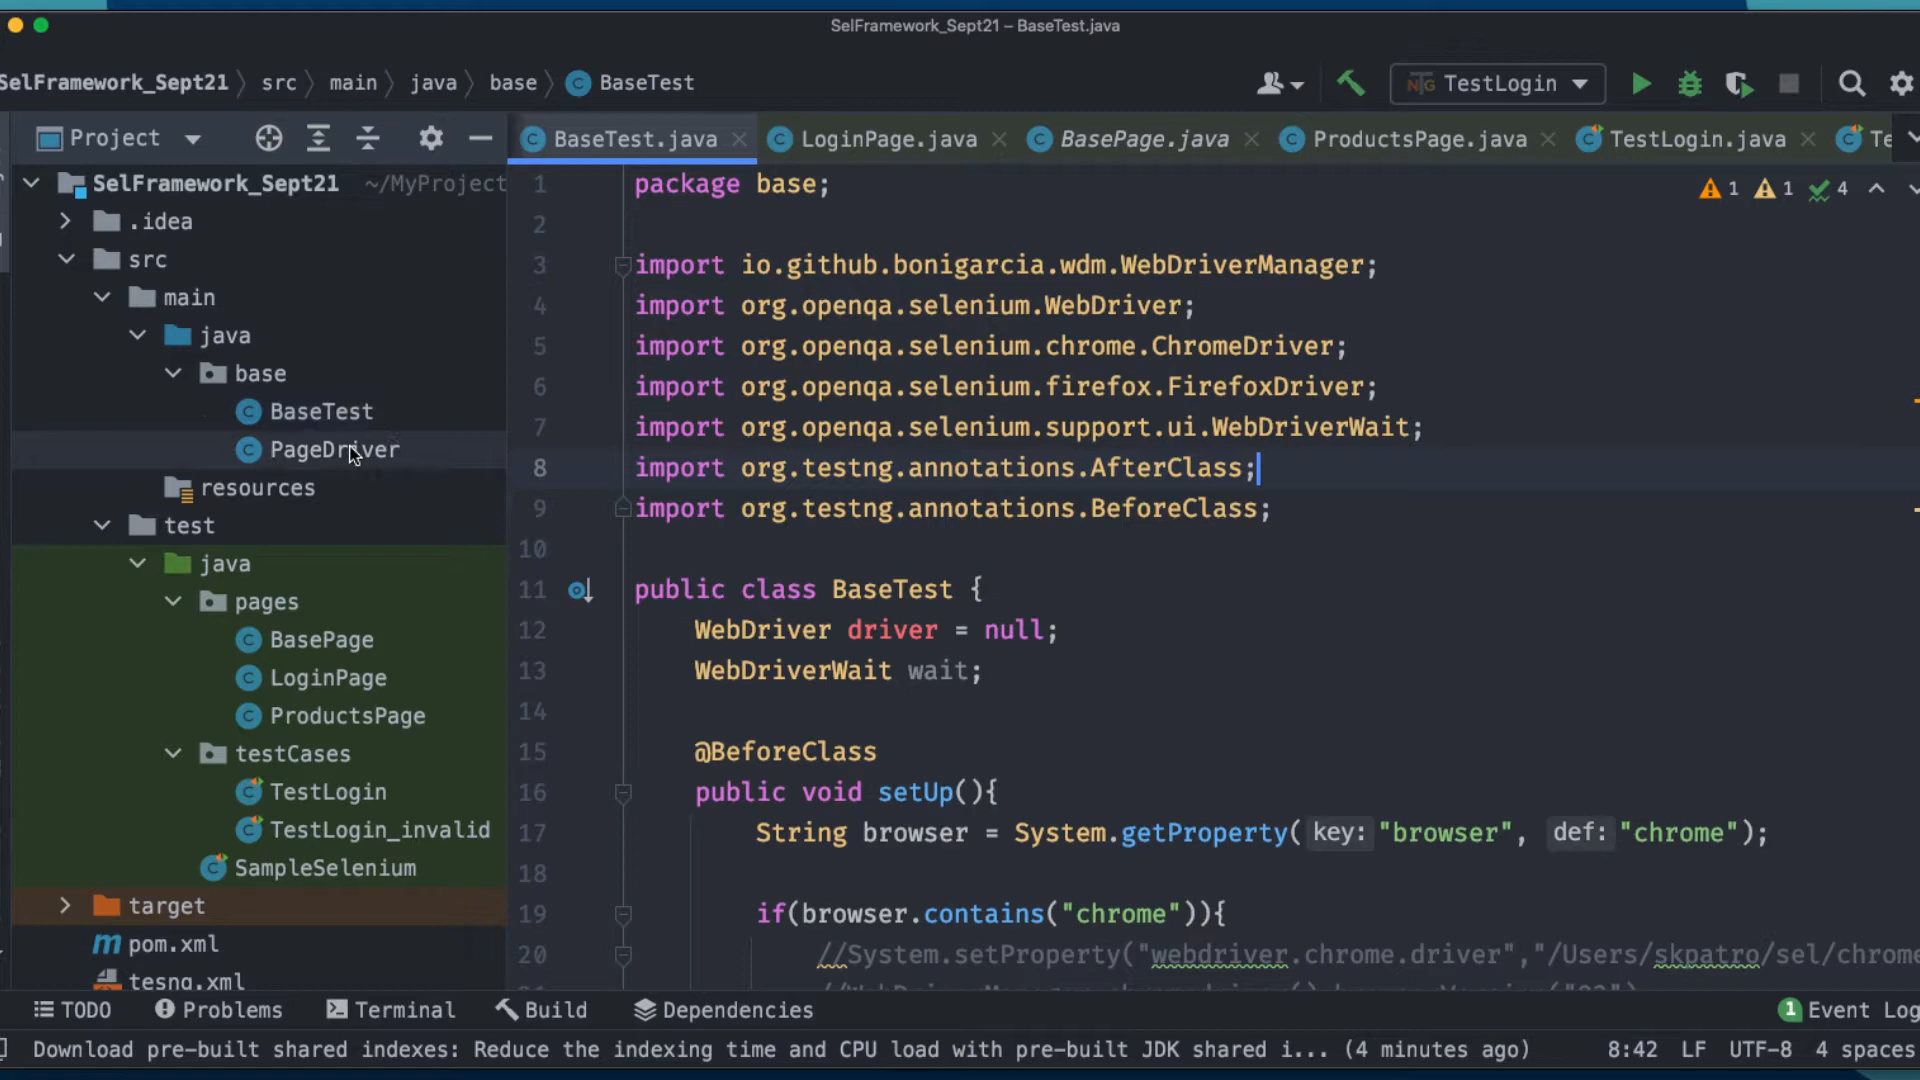 SelFramework_Sept21 – BaseTest.java
SelFramework_Sept21 src main java base BaseTest
TestLogin
Project
BaseTest.java LoginPage.java BasePage.java ProductsPage.java TestLogin.java Te
SelFramework_Sept21 ~/MyProject
.idea
src
main
java
base
BaseTest
PageDriver
resources
test
java
pages
BasePage
LoginPage
ProductsPage
testCases
TestLogin
TestLogin_invalid
SampleSelenium
target
pom.xml
tesng.xml
1 1 4
1 package base;
2
3 import io.github.bonigarcia.wdm.WebDriverManager;
4 import org.openqa.selenium.WebDriver;
5 import org.openqa.selenium.chrome.ChromeDriver;
6 import org.openqa.selenium.firefox.FirefoxDriver;
7 import org.openqa.selenium.support.ui.WebDriverWait;
8 import org.testng.annotations.AfterClass;
9 import org.testng.annotations.BeforeClass;
10
11 public class BaseTest {
12 WebDriver driver = null;
13 WebDriverWait wait;
14
15 @BeforeClass
16 public void setUp(){
17 String browser = System.getProperty( key: "browser", def: "chrome");
18
19 if(browser.contains("chrome")){
20 //System.setProperty("webdriver.chrome.driver","/Users/skpatro/sel/chrome
TODO Problems Terminal Build Dependencies 1 Event Log
Download pre-built shared indexes: Reduce the indexing time and CPU load with pre-built JDK shared i... (4 minutes ago) 8:42 LF UTF-8 4 spaces